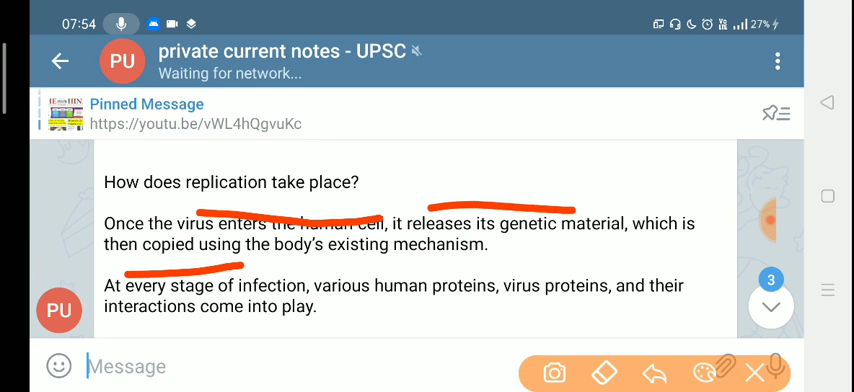 07:54
27%
PU
private current notes - UPSC
Waiting for network...
Pinned Message
https://youtu.be/vWL4hQgvuKc
How does replication take place?
Once the virus enters the human cell, it releases its genetic material, which is
then copied using the body's existing mechanism.
At every stage of infection, various human proteins, virus proteins, and their
interactions come into play.
PU
3
Message